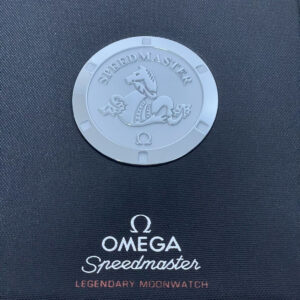 SPEEDMASTER
Ω
Ω
OMEGA
Speedmaster
LEGENDARY MOONWATCH